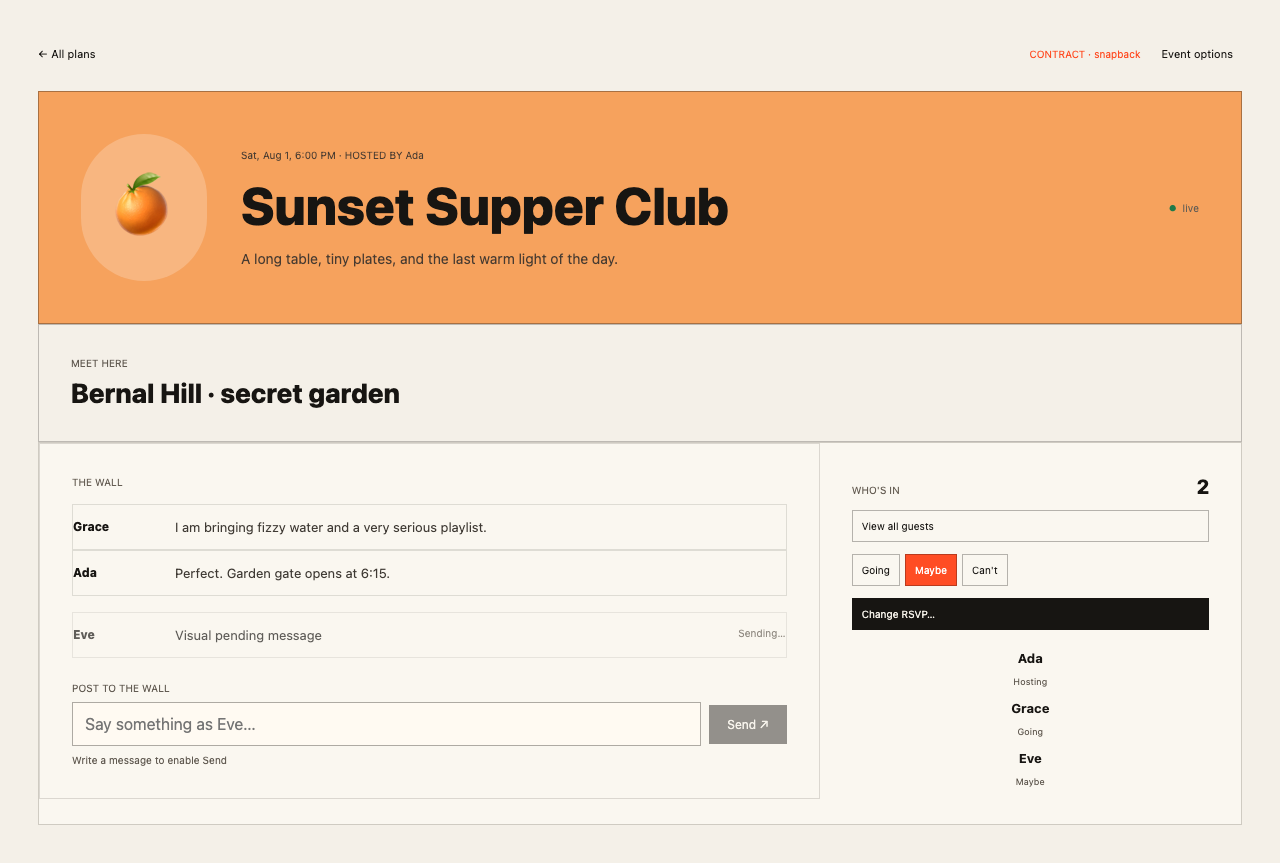 ← All plans
CONTRACT · snapback
Event options
Sat, Aug 1, 6:00 PM · HOSTED BY Ada
Sunset Supper Club
A long table, tiny plates, and the last warm light of the day.
live
MEET HERE
Bernal Hill · secret garden
THE WALL
Grace I am bringing fizzy water and a very serious playlist.
Ada Perfect. Garden gate opens at 6:15.
Eve Visual pending message Sending…
POST TO THE WALL
Say something as Eve…
Send ↗
Write a message to enable Send
WHO'S IN 2
View all guests
Going Maybe Can't
Change RSVP…
Ada
Hosting
Grace
Going
Eve
Maybe